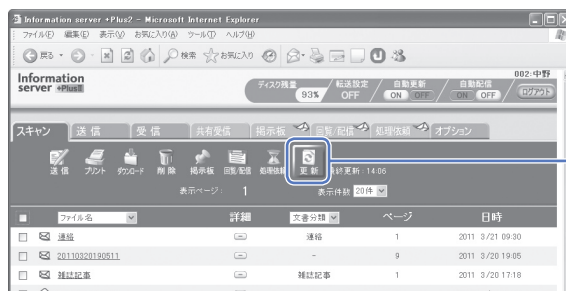 Information server +Plus2 - Microsoft Internet Explorer
ファイル(F) 編集(E) 表示(V) お気に入り(A) ツール(T) ヘルプ(H)
戻る 検索 お気に入り
Information server +PlusⅡ
ディスク残量 93% 転送設定 OFF 自動更新 ON OFF 自動配信 ON OFF 002:中野 ログアウト
スキャン 送信 受信 共有受信 掲示板 回覧/配信 処理依頼 オプション
送信 プリント ダウンロード 削除 掲示板 回覧/配信 処理依頼 更新 最終更新:14:06
表示ページ: 1 表示件数 20件
ファイル名 詳細 文書分類 ページ 日時
連絡 連絡 1 2011 3/21 09:30
20110320190511 - 9 2011 3/20 19:05
雑誌記事 雑誌記事 1 2011 3/20 17:18